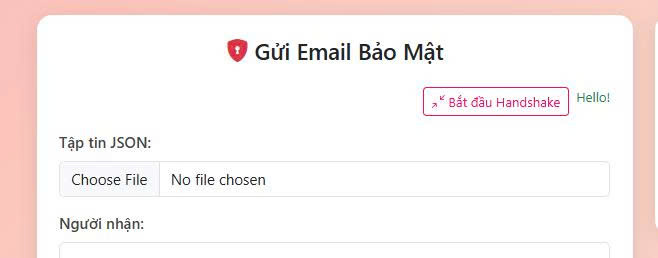 Gửi Email Bảo Mật
Bắt đầu Handshake Hello!
Tập tin JSON:
Choose File No file chosen
Người nhận: